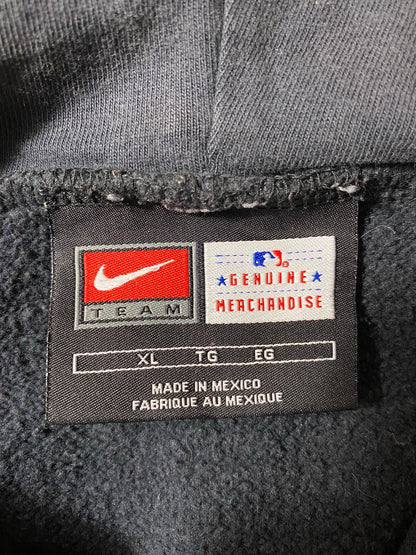 TEAM
GENUINE
MERCHANDISE
XL TG EG
MADE IN MEXICO
FABRIQUE AU MEXIQUE